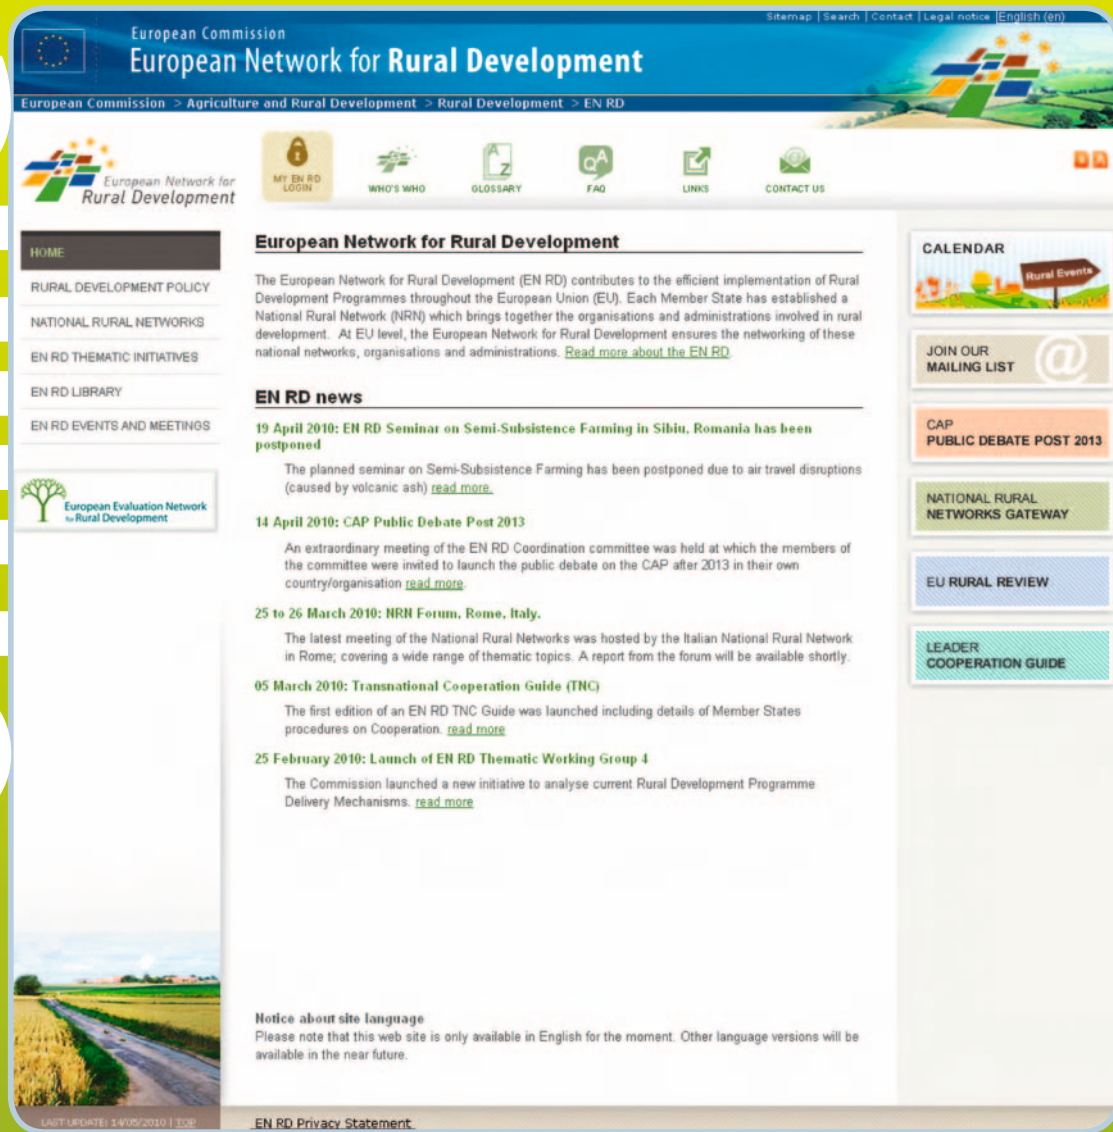 Sitemap | Search | Contact | Legal notice | English (en)
European Commission
European Network for Rural Development
European Commission > Agriculture and Rural Development > Rural Development > EN RD
European Network for
Rural Development
MY EN RD
LOGIN
WHO'S WHO
A
Z
GLOSSARY
QA
FAQ
LINKS
CONTACT US
HOME
RURAL DEVELOPMENT POLICY
NATIONAL RURAL NETWORKS
EN RD THEMATIC INITIATIVES
EN RD LIBRARY
EN RD EVENTS AND MEETINGS
European Evaluation Network
for Rural Development
European Network for Rural Development
The European Network for Rural Development (EN RD) contributes to the efficient implementation of Rural
Development Programmes throughout the European Union (EU). Each Member State has established a
National Rural Network (NRN) which brings together the organisations and administrations involved in rural
development. At EU level, the European Network for Rural Development ensures the networking of these
national networks, organisations and administrations. Read more about the EN RD.
EN RD news
19 April 2010: EN RD Seminar on Semi-Subsistence Farming in Sibiu, Romania has been
postponed
The planned seminar on Semi-Subsistence Farming has been postponed due to air travel disruptions
(caused by volcanic ash) read more.
14 April 2010: CAP Public Debate Post 2013
An extraordinary meeting of the EN RD Coordination committee was held at which the members of
the committee were invited to launch the public debate on the CAP after 2013 in their own
country/organisation read more.
25 to 26 March 2010: NRN Forum, Rome, Italy.
The latest meeting of the National Rural Networks was hosted by the Italian National Rural Network
in Rome; covering a wide range of thematic topics. A report from the forum will be available shortly.
05 March 2010: Transnational Cooperation Guide (TNC)
The first edition of an EN RD TNC Guide was launched including details of Member States
procedures on Cooperation. read more
25 February 2010: Launch of EN RD Thematic Working Group 4
The Commission launched a new initiative to analyse current Rural Development Programme
Delivery Mechanisms. read more
Notice about site language
Please note that this web site is only available in English for the moment. Other language versions will be
available in the near future.
CALENDAR
Rural Events
JOIN OUR
MAILING LIST
@
CAP
PUBLIC DEBATE POST 2013
NATIONAL RURAL
NETWORKS GATEWAY
EU RURAL REVIEW
LEADER
COOPERATION GUIDE
LAST UPDATE: 14/05/2010 | TOP
EN RD Privacy Statement